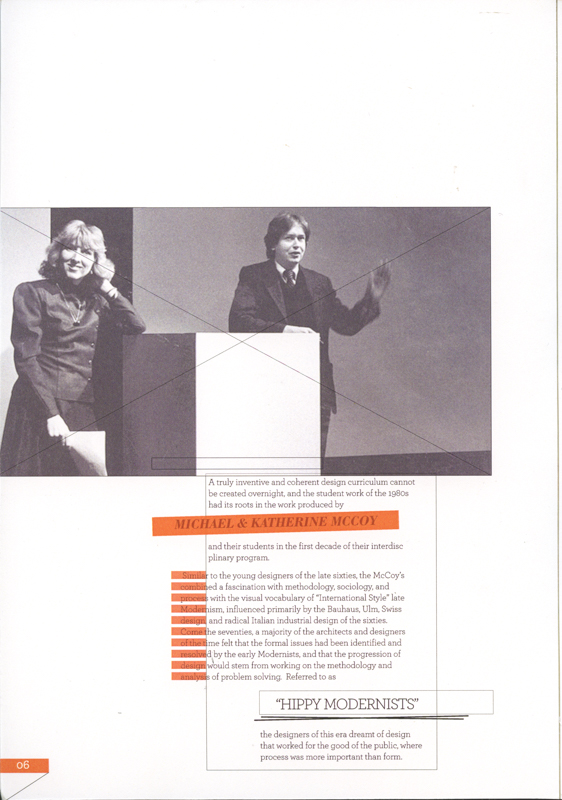 A truly inventive and coherent design curriculum cannot
be created overnight, and the student work of the 1980s
had its roots in the work produced by
MICHAEL & KATHERINE MCCOY
and their students in the first decade of their interdisc
plinary program.
Similar to the young designers of the late sixties, the McCoy's
combined a fascination with methodology, sociology, and
process with the visual vocabulary of "International Style" late
Modernism, influenced primarily by the Bauhaus, Ulm, Swiss
design, and radical Italian industrial design of the sixties.
Come the seventies, a majority of the architects and designers
of the time felt that the formal issues had been identified and
resolved by the early Modernists, and that the progression of
design would stem from working on the methodology and
analysis of problem solving. Referred to as
"HIPPY MODERNISTS"
the designers of this era dreamt of design
that worked for the good of the public, where
process was more important than form.
06